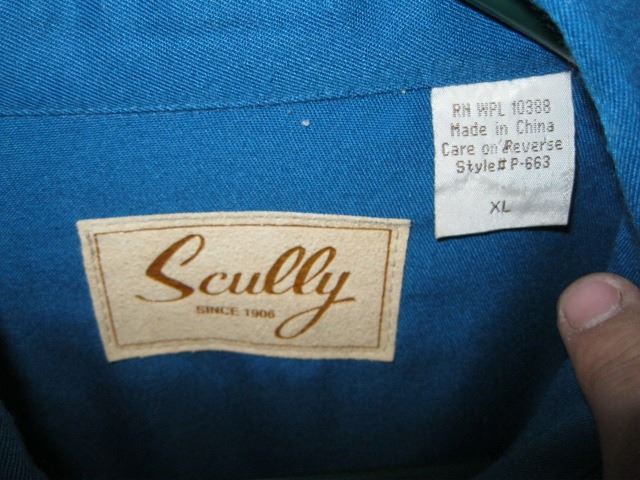 Scully
SINCE 1906
RN WPL 10388
Made in China
Care on Reverse
Style# P-663
XL